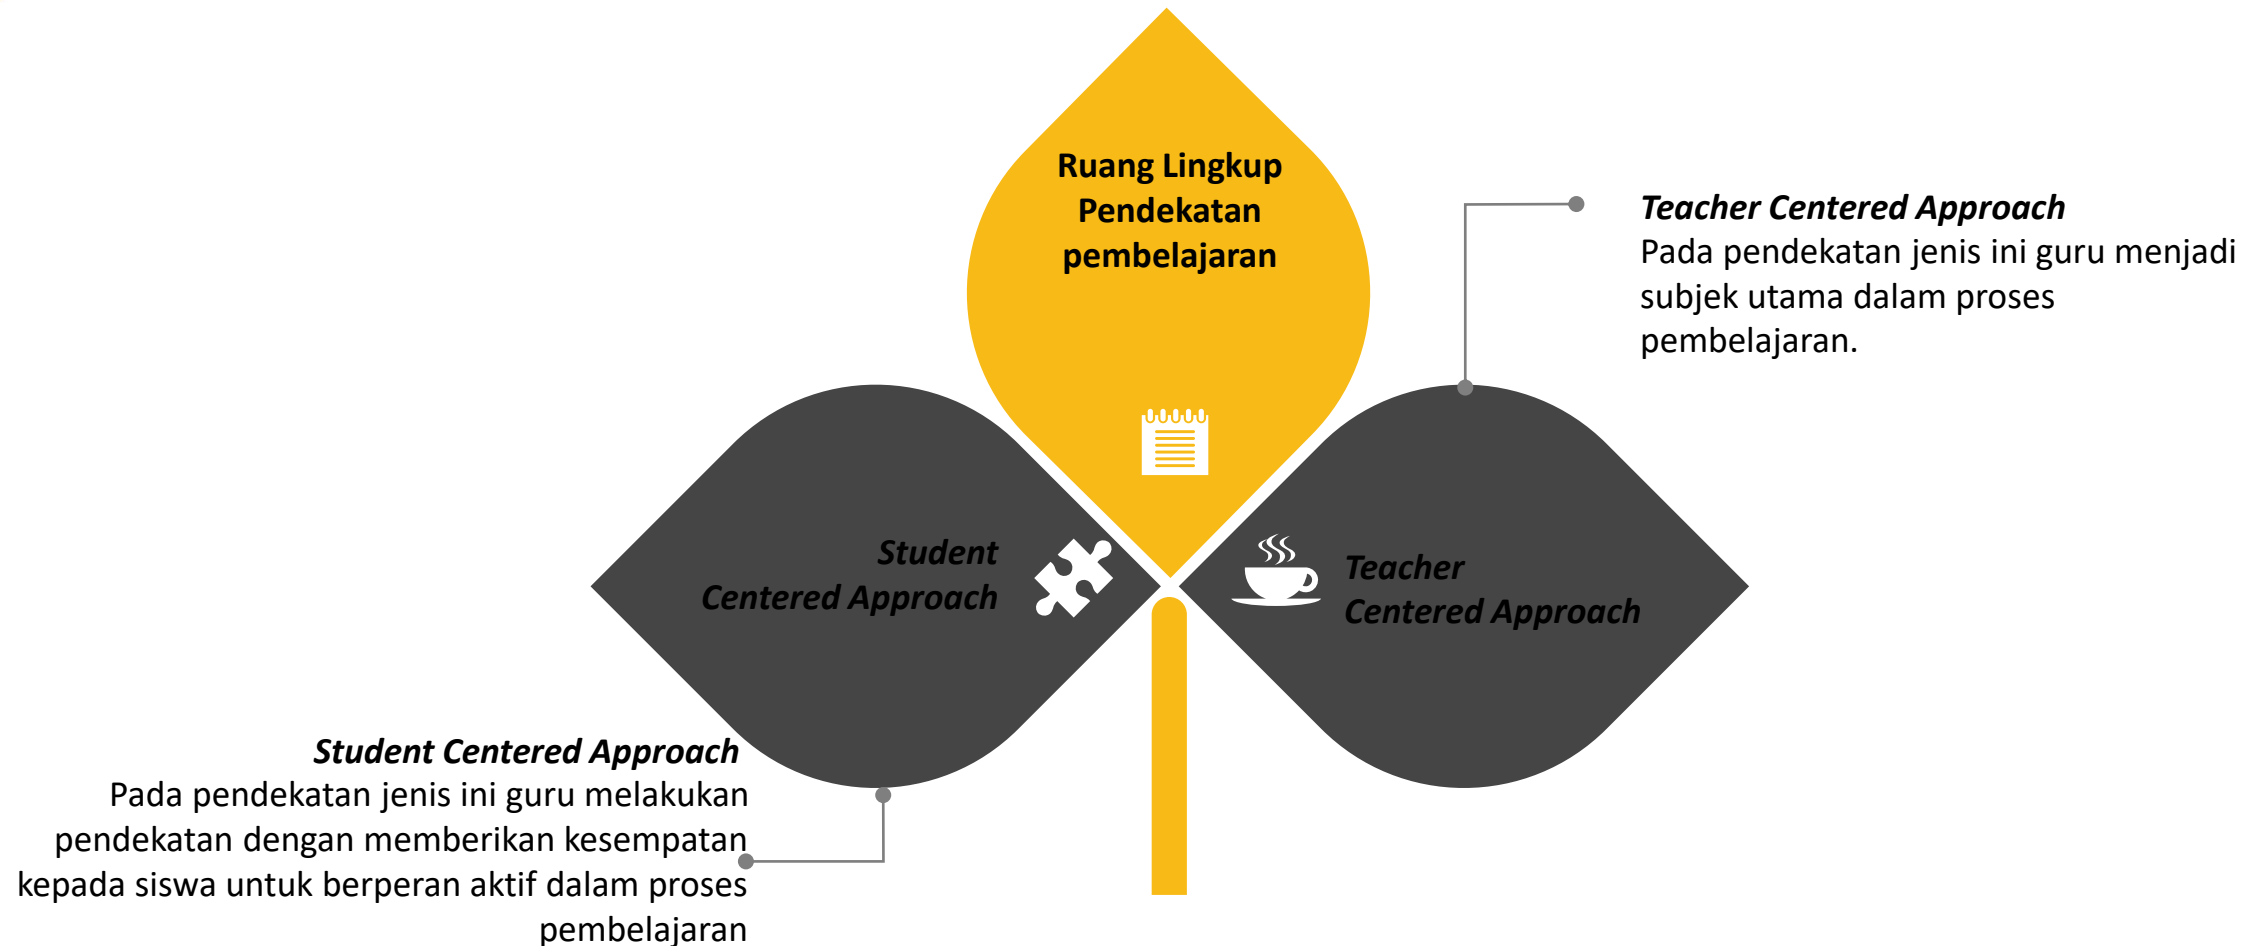 Ruang Lingkup
Pendekatan
pembelajaran
Teacher Centered Approach
Pada pendekatan jenis ini guru menjadi
subjek utama dalam proses
pembelajaran.
Student
Centered Approach
Teacher
Centered Approach
Student Centered Approach
Pada pendekatan jenis ini guru melakukan
pendekatan dengan memberikan kesempatan
kepada siswa untuk berperan aktif dalam proses
pembelajaran